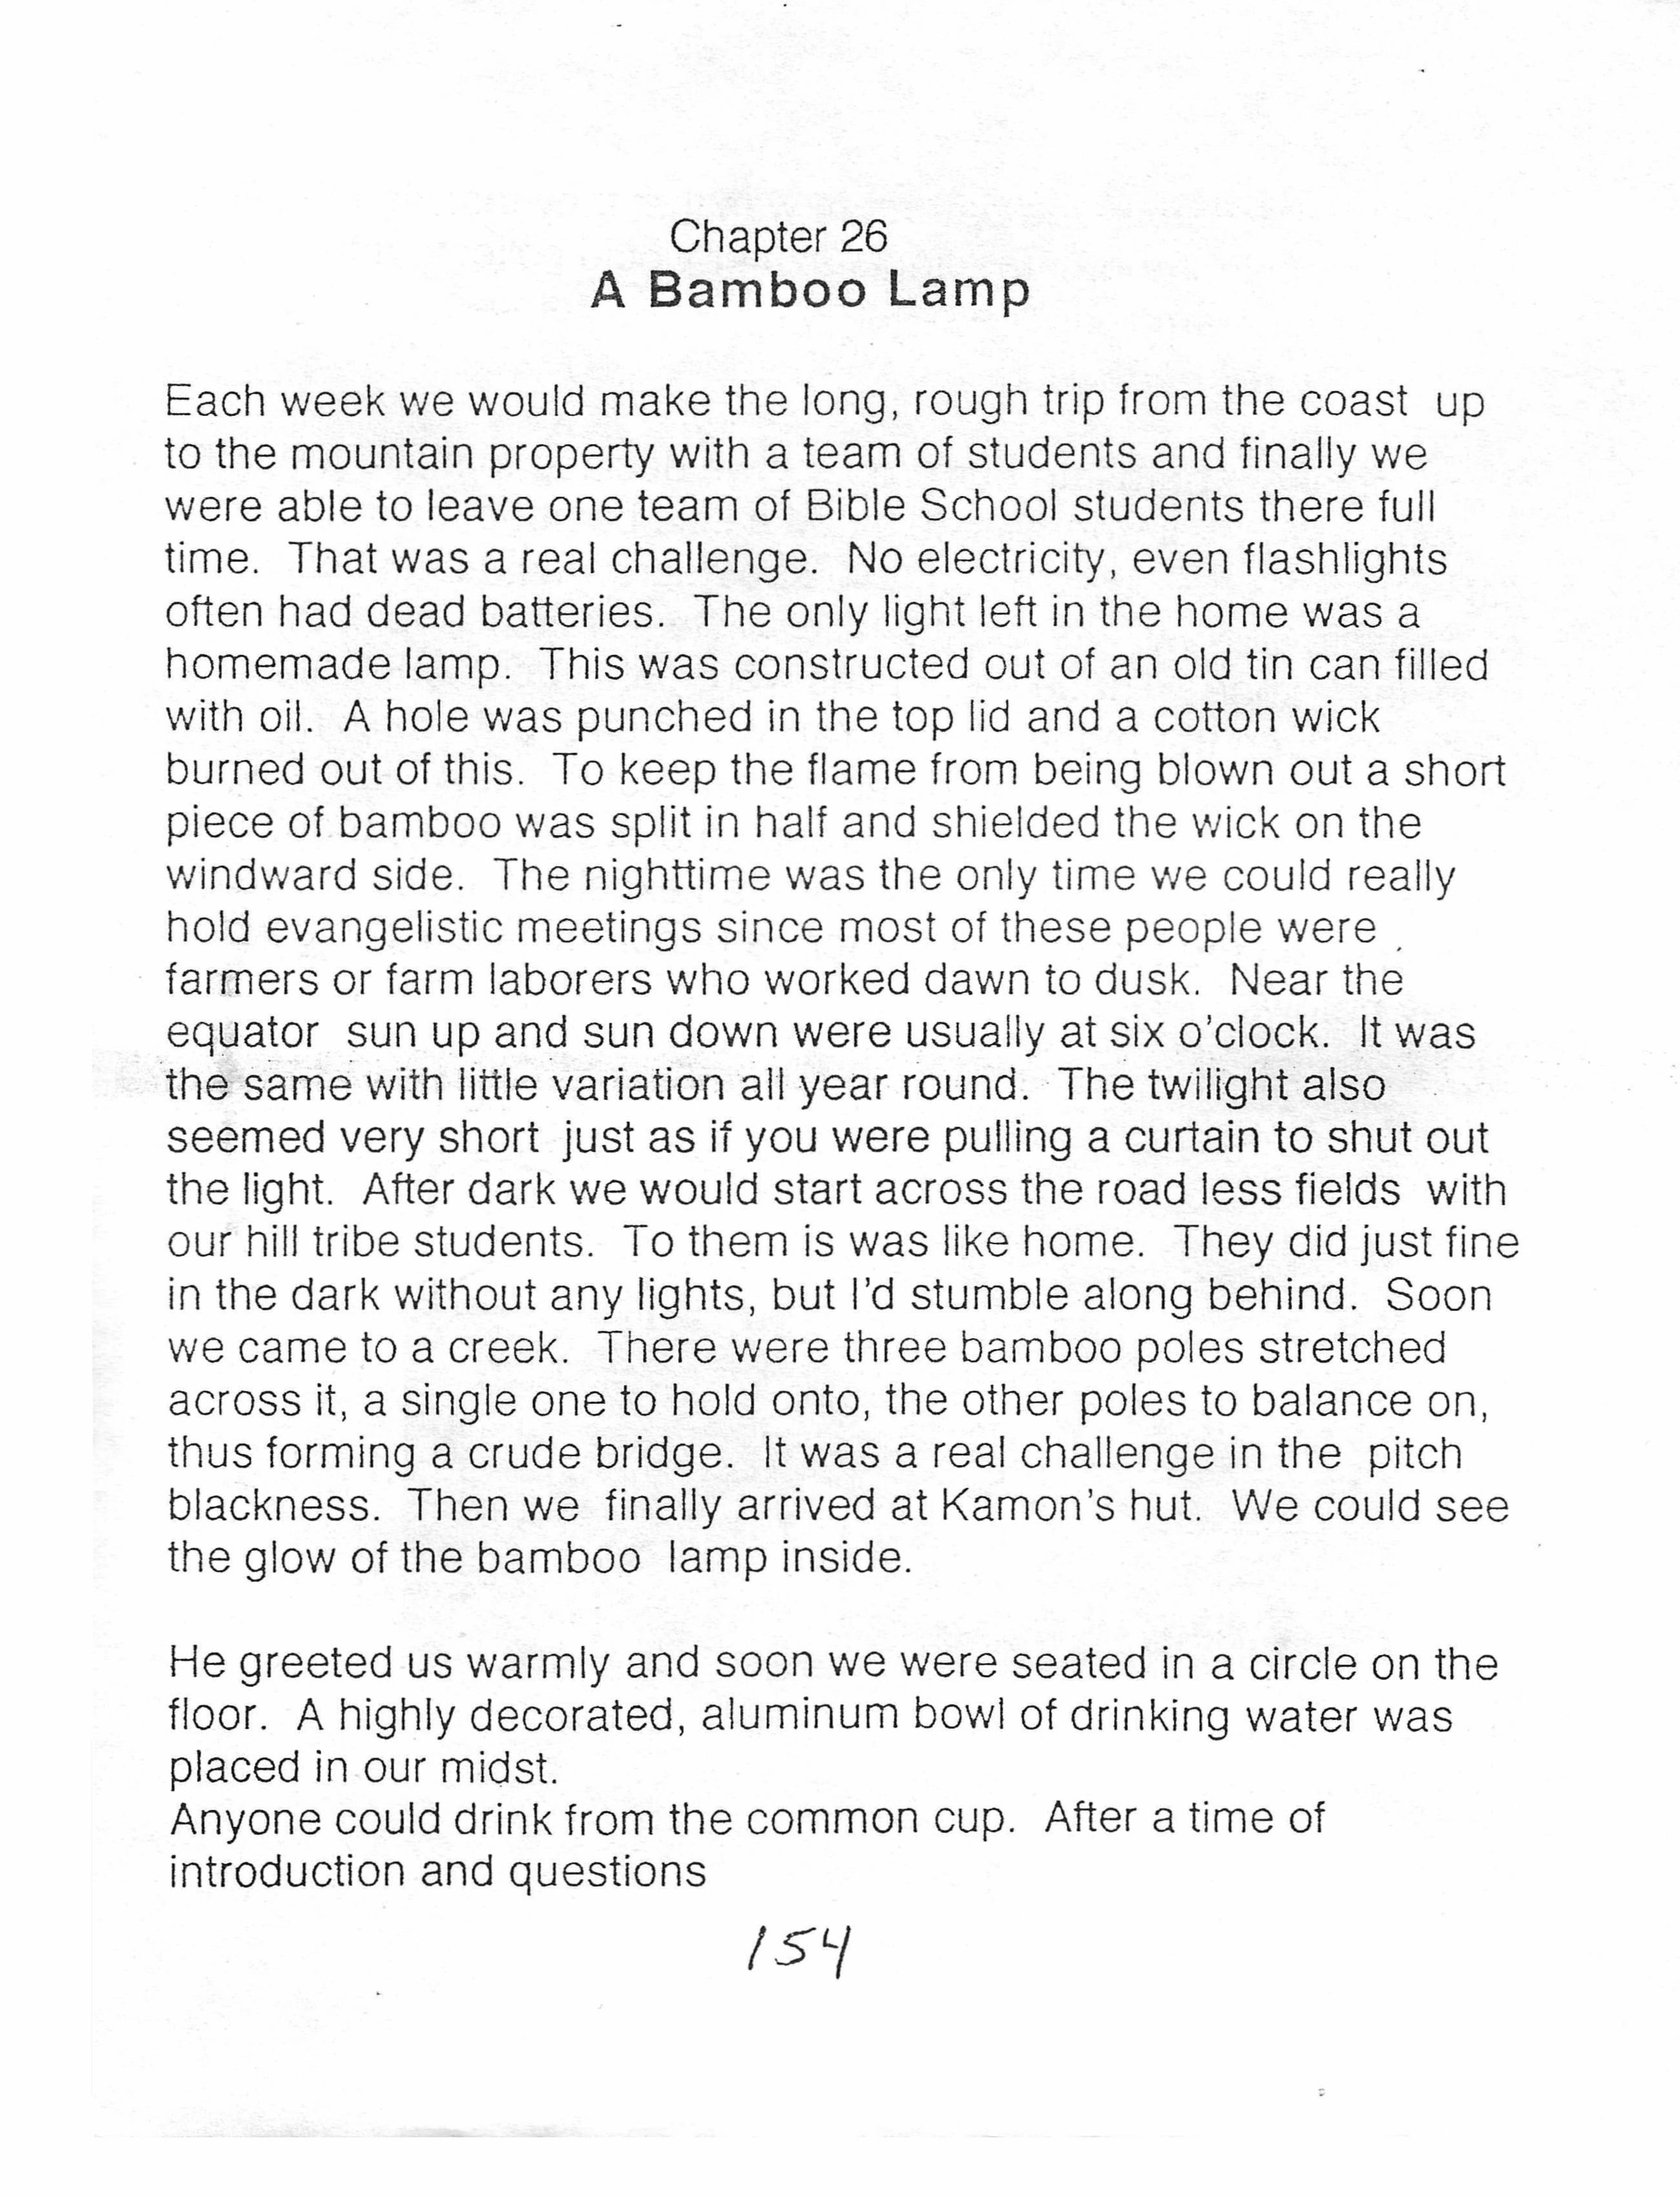 Chapter 26
A Bamboo Lamp
Each week we would make the long, rough trip from the coast  up
to the mountain property with a team of students and finally we
were able to leave one team of Bible School students there full
time.  That was a real challenge.  No electricity, even flashlights
often had dead batteries.  The only light left in the home was a
homemade lamp.  This was constructed out of an old tin can filled
with oil.  A hole was punched in the top lid and a cotton wick
burned out of this.  To keep the flame from being blown out a short
piece of bamboo was split in half and shielded the wick on the
windward side.  The nighttime was the only time we could really
hold evangelistic meetings since most of these people were
farmers or farm laborers who worked dawn to dusk.  Near the
equator  sun up and sun down were usually at six o'clock.  It was
the same with little variation all year round.  The twilight also
seemed very short  just as if you were pulling a curtain to shut out
the light.  After dark we would start across the road less fields  with
our hill tribe students.  To them is was like home.  They did just fine
in the dark without any lights, but I'd stumble along behind.  Soon
we came to a creek.  There were three bamboo poles stretched
across it, a single one to hold onto, the other poles to balance on,
thus forming a crude bridge.  It was a real challenge in the  pitch
blackness.  Then we  finally arrived at Kamon's hut.  We could see
the glow of the bamboo  lamp inside.
He greeted us warmly and soon we were seated in a circle on the
floor.  A highly decorated, aluminum bowl of drinking water was
placed in our midst.
Anyone could drink from the common cup.  After a time of
introduction and questions
154